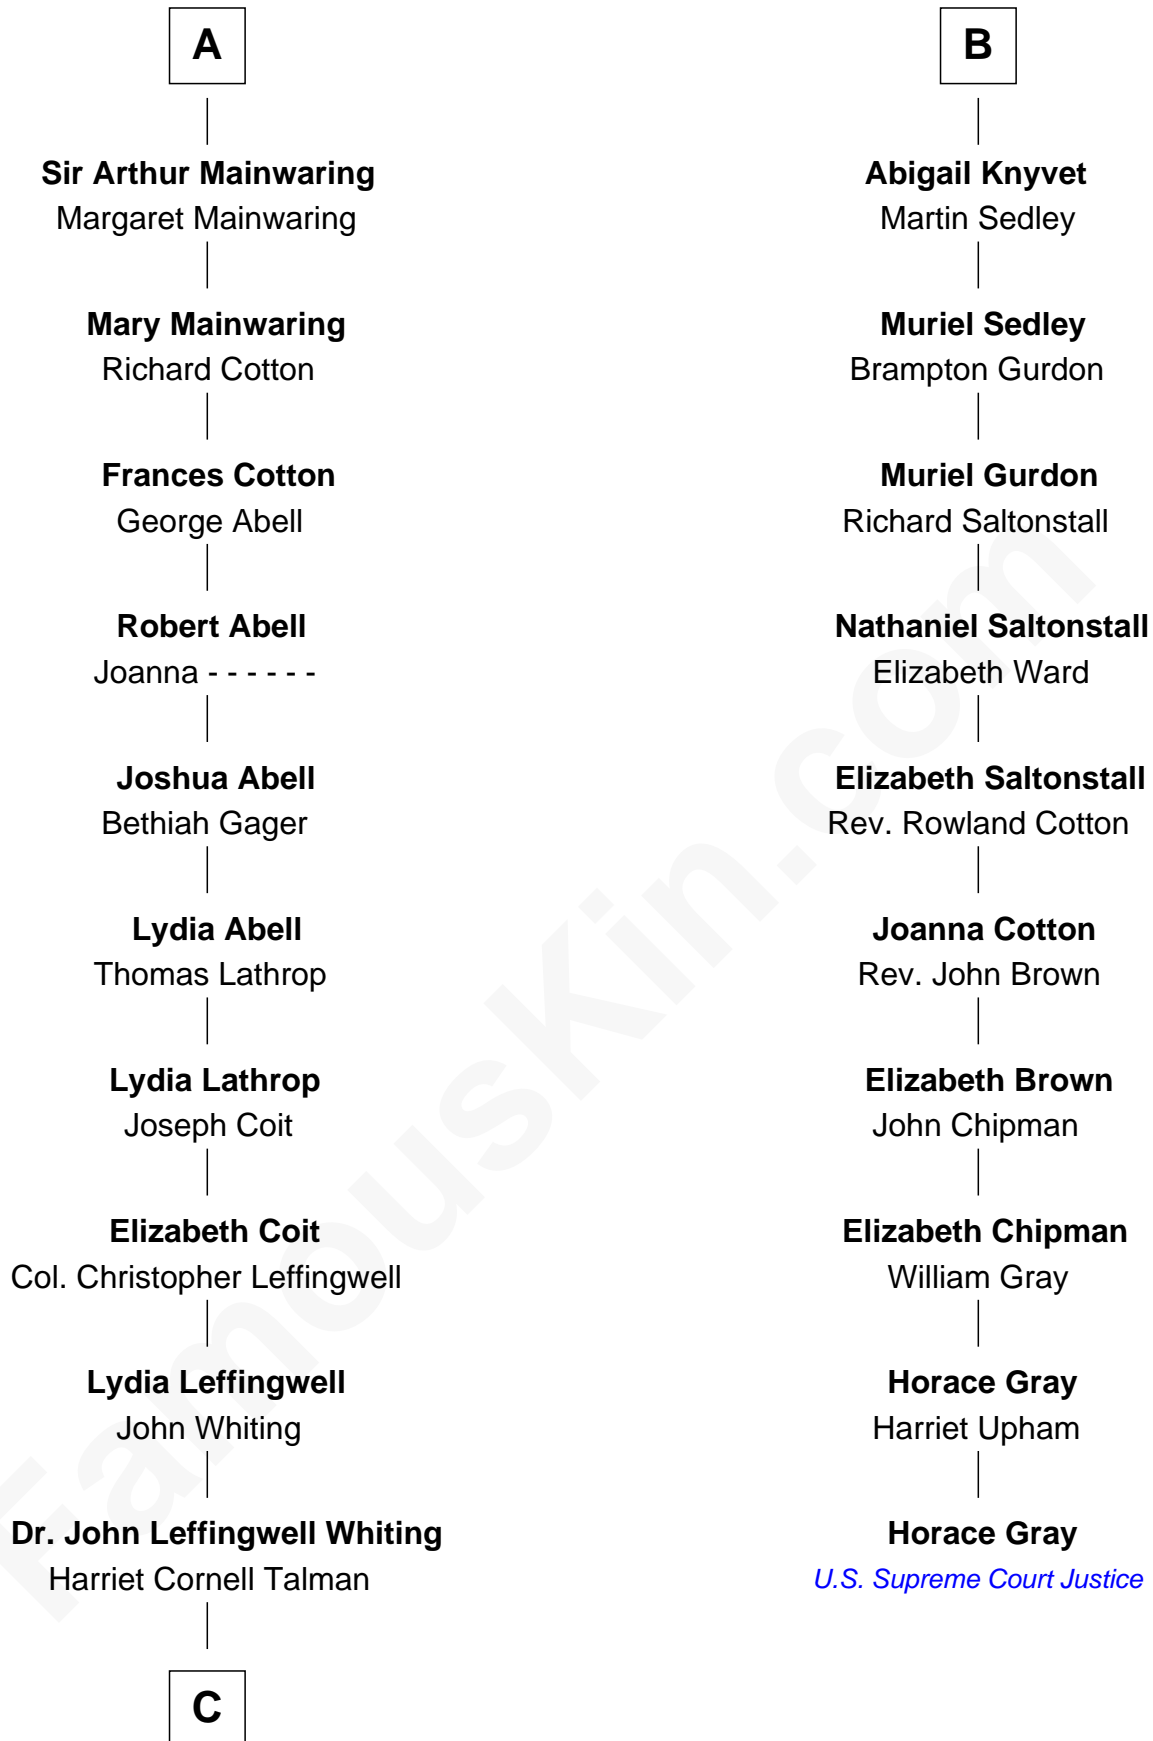 A
Sir Arthur Mainwaring
Margaret Mainwaring
Mary Mainwaring
Richard Cotton
Frances Cotton
George Abell
Robert Abell
Joanna - - - - - -
Joshua Abell
Bethiah Gager
Lydia Abell
Thomas Lathrop
Lydia Lathrop
Joseph Coit
Elizabeth Coit
Col. Christopher Leffingwell
Lydia Leffingwell
John Whiting
Dr. John Leffingwell Whiting
Harriet Cornell Talman
C
B
Abigail Knyvet
Martin Sedley
Muriel Sedley
Brampton Gurdon
Muriel Gurdon
Richard Saltonstall
Nathaniel Saltonstall
Elizabeth Ward
Elizabeth Saltonstall
Rev. Rowland Cotton
Joanna Cotton
Rev. John Brown
Elizabeth Brown
John Chipman
Elizabeth Chipman
William Gray
Horace Gray
Harriet Upham
Horace Gray
U.S. Supreme Court Justice
FamousKin.com